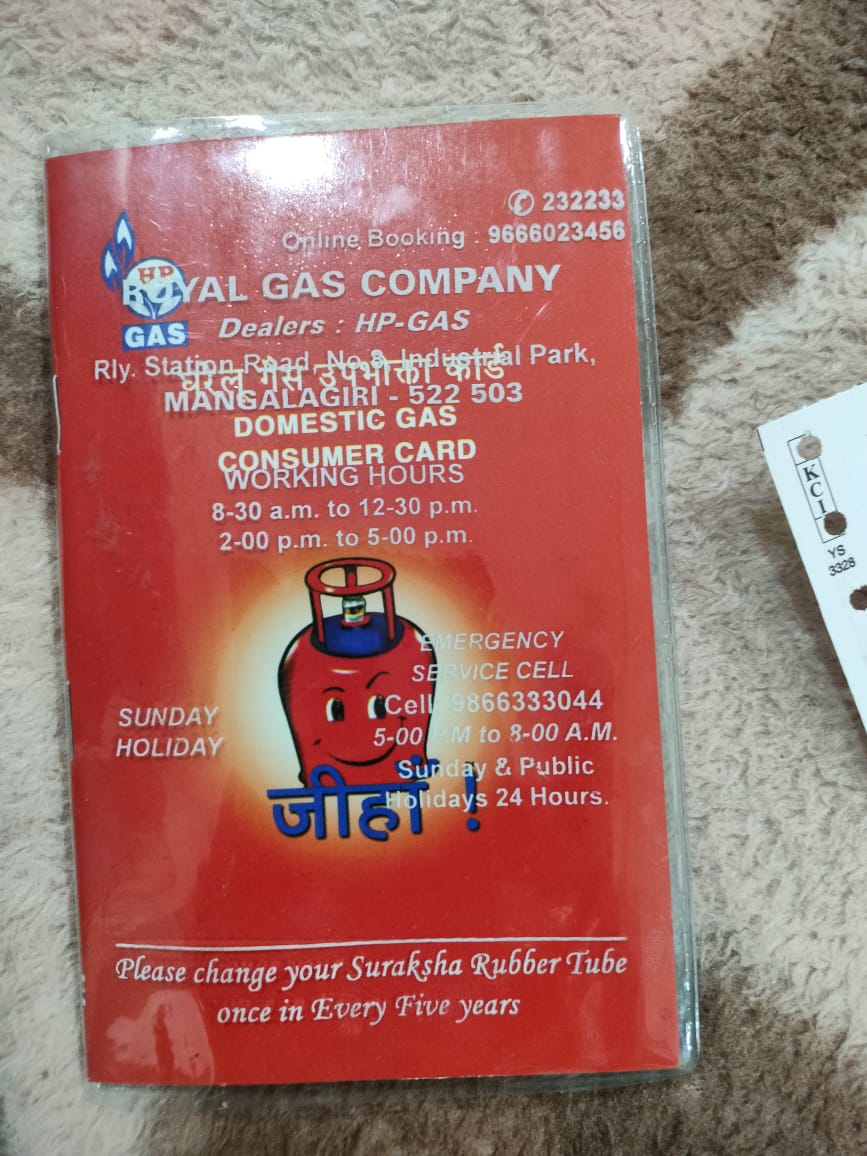 ✆ 232233
Online Booking : 9666023456
HP
GAS
ROYAL GAS COMPANY
Dealers : HP-GAS
Rly. Station Road, No.8, Industrial Park,
घरेलू गैस उपभोक्ता कार्ड
MANGALAGIRI - 522 503
DOMESTIC GAS
CONSUMER CARD
WORKING HOURS
8-30 a.m. to 12-30 p.m.
2-00 p.m. to 5-00 p.m.
EMERGENCY
SERVICE CELL
Cell 9866333044
5-00 P.M to 8-00 A.M.
Sunday & Public
Holidays 24 Hours.
SUNDAY
HOLIDAY
जीहाँ !
Please change your Suraksha Rubber Tube
once in Every Five years
KCI
YS
3328